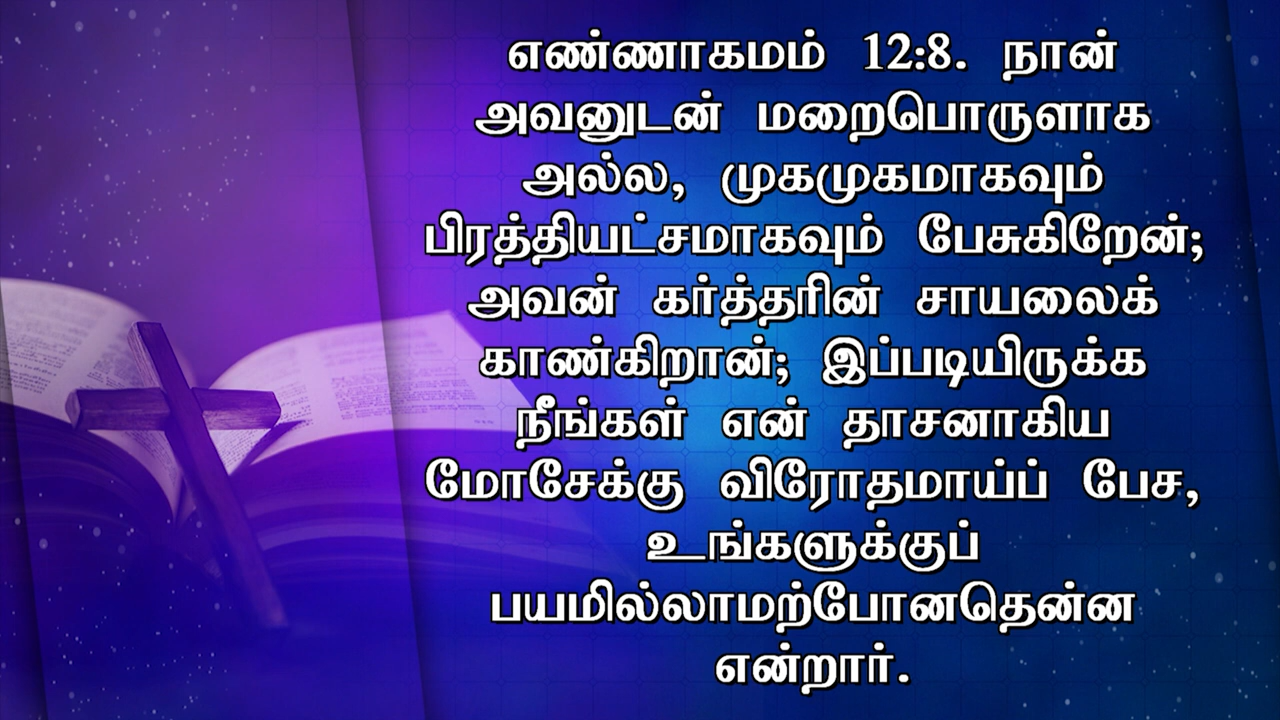 எண்ணாகமம் 12:8. நான்
அவனுடன் மறைபொருளாக
அல்ல, முகமுகமாகவும்
பிரத்தியட்சமாகவும் பேசுகிறேன்;
அவன் கர்த்தரின் சாயலைக்
காண்கிறான்; இப்படியிருக்க
நீங்கள் என் தாசனாகிய
மோசேக்கு விரோதமாய்ப் பேச,
உங்களுக்குப்
பயமில்லாமற்போனதென்ன
என்றார்.